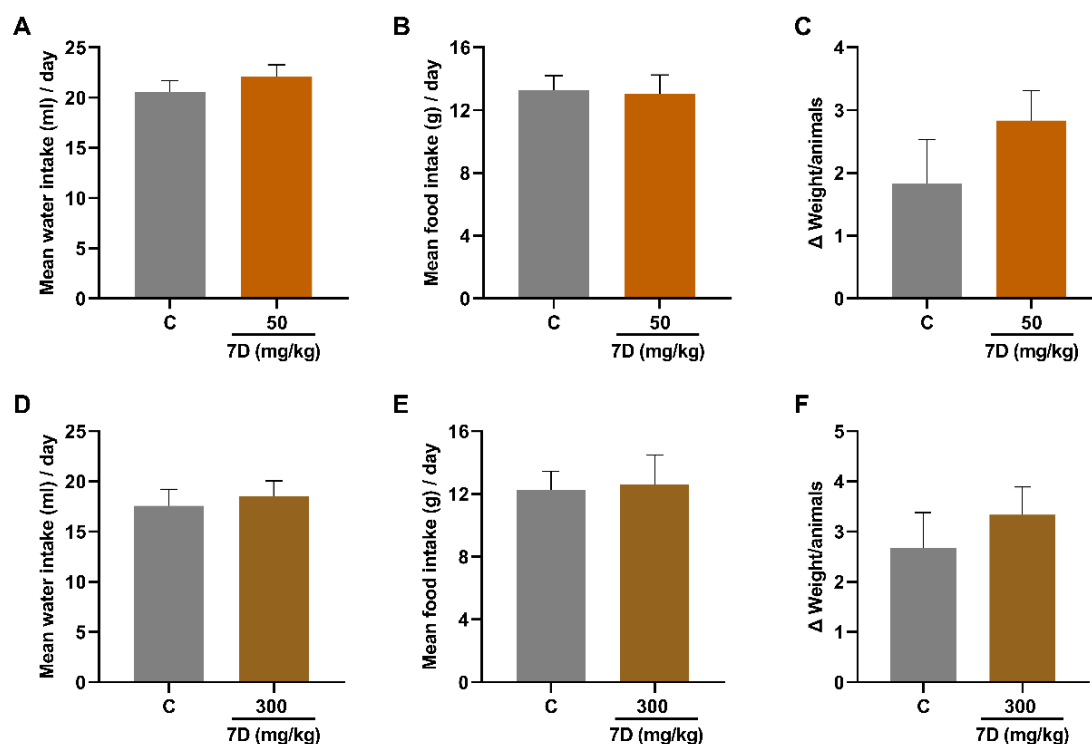 A
Mean water intake (ml) / day
25
20
15
10
5
0
C
50
7D (mg/kg)
B
Mean food intake (g) / day
16
12
8
4
0
C
50
7D (mg/kg)
C
Δ Weight/animals
4
3
2
1
0
C
50
7D (mg/kg)
D
Mean water intake (ml) / day
25
20
15
10
5
0
C
300
7D (mg/kg)
E
Mean food intake (g) / day
16
12
8
4
0
C
300
7D (mg/kg)
F
Δ Weight/animals
5
4
3
2
1
0
C
300
7D (mg/kg)